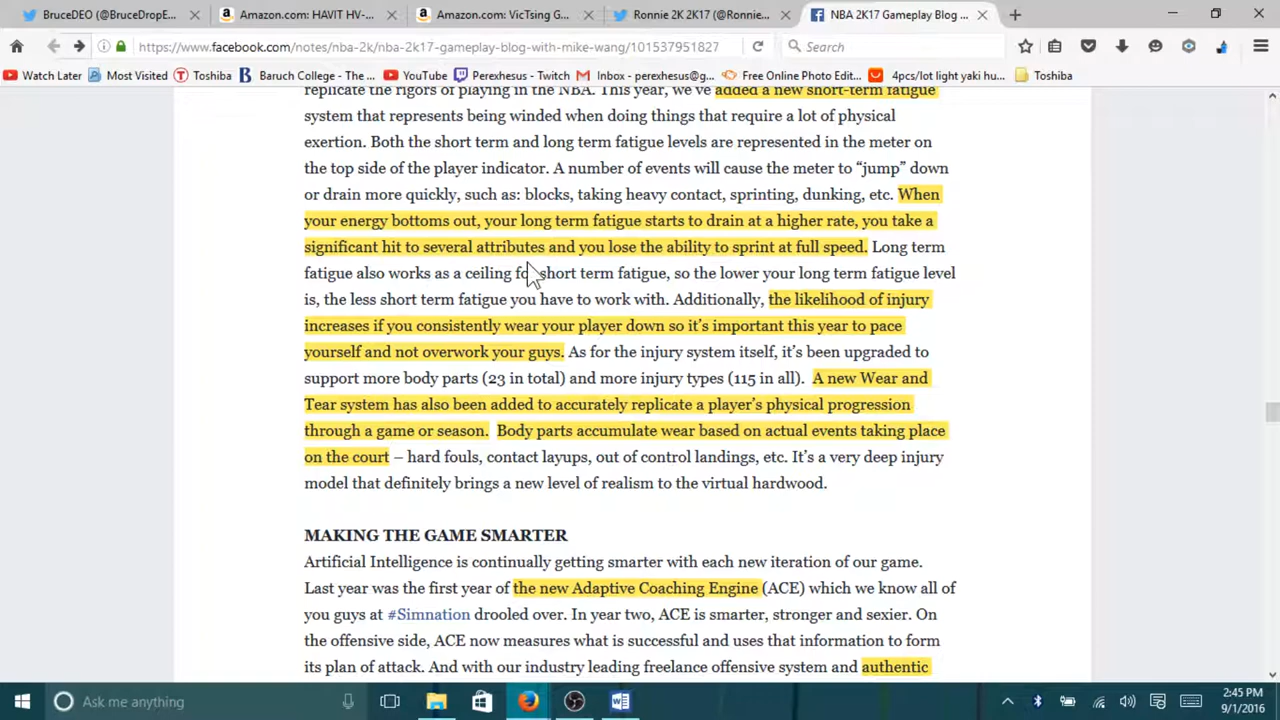 BruceDEO (@BruceDropE... × Amazon.com: HAVIT HV-... × Amazon.com: VicTsing G... × Ronnie 2K 2K17 (@Ronnie... × NBA 2K17 Gameplay Blog ... ×
https://www.facebook.com/notes/nba-2k/nba-2k17-gameplay-blog-with-mike-wang/101537951827 Search
Watch Later Most Visited Toshiba Baruch College - The ... YouTube Perexhesus - Twitch Inbox - perexhesus@g... Free Online Photo Edit... 4pcs/lot light yaki hu... Toshiba
replicate the rigors of playing in the NBA. This year, we've added a new short-term fatigue
system that represents being winded when doing things that require a lot of physical
exertion. Both the short term and long term fatigue levels are represented in the meter on
the top side of the player indicator. A number of events will cause the meter to “jump” down
or drain more quickly, such as: blocks, taking heavy contact, sprinting, dunking, etc. When
your energy bottoms out, your long term fatigue starts to drain at a higher rate, you take a
significant hit to several attributes and you lose the ability to sprint at full speed. Long term
fatigue also works as a ceiling for short term fatigue, so the lower your long term fatigue level
is, the less short term fatigue you have to work with. Additionally, the likelihood of injury
increases if you consistently wear your player down so it's important this year to pace
yourself and not overwork your guys. As for the injury system itself, it's been upgraded to
support more body parts (23 in total) and more injury types (115 in all). A new Wear and
Tear system has also been added to accurately replicate a player's physical progression
through a game or season. Body parts accumulate wear based on actual events taking place
on the court – hard fouls, contact layups, out of control landings, etc. It's a very deep injury
model that definitely brings a new level of realism to the virtual hardwood.
MAKING THE GAME SMARTER
Artificial Intelligence is continually getting smarter with each new iteration of our game.
Last year was the first year of the new Adaptive Coaching Engine (ACE) which we know all of
you guys at #Simnation drooled over. In year two, ACE is smarter, stronger and sexier. On
the offensive side, ACE now measures what is successful and uses that information to form
its plan of attack. And with our industry leading freelance offensive system and authentic
Ask me anything
2:45 PM
9/1/2016